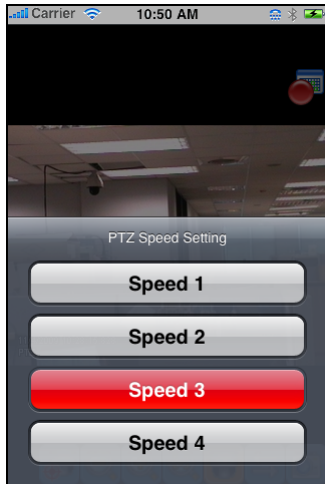 Carrier 10:50 AM
PTZ Speed Setting
Speed 1
Speed 2
Speed 3
Speed 4